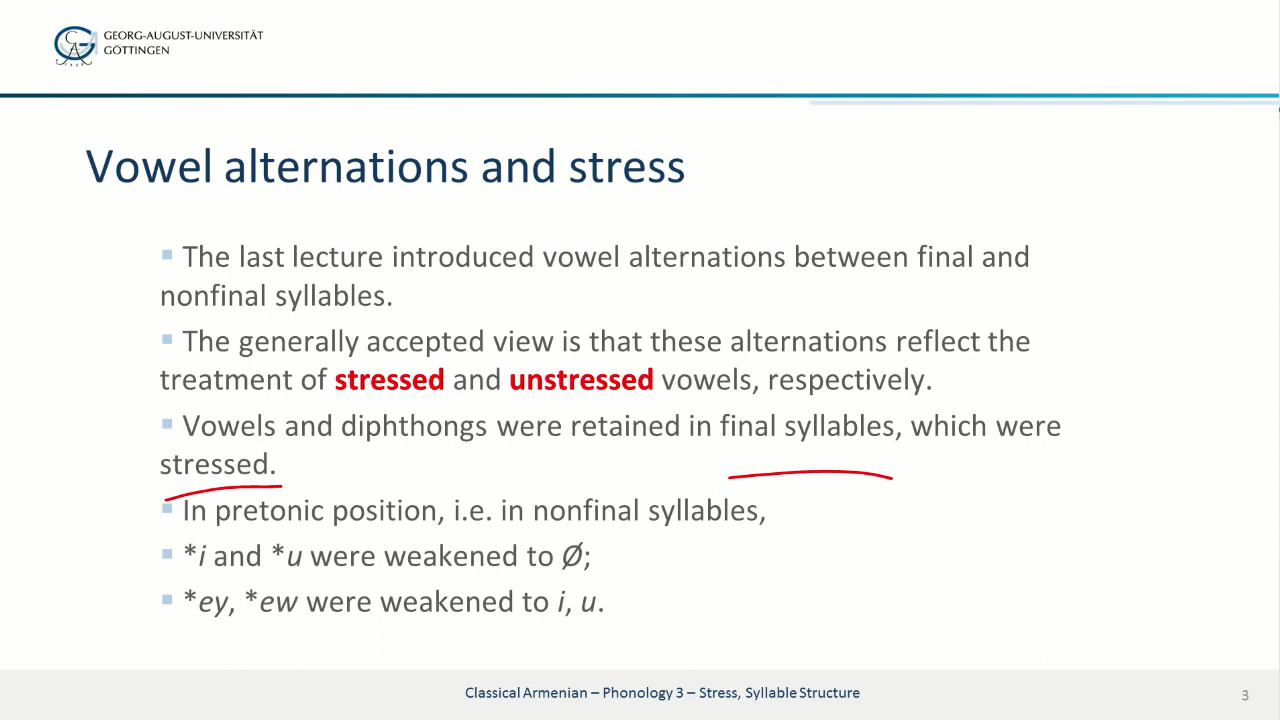 GEORG-AUGUST-UNIVERSITÄT
GÖTTINGEN
Vowel alternations and stress
▪ The last lecture introduced vowel alternations between final and
nonfinal syllables.
▪ The generally accepted view is that these alternations reflect the
treatment of stressed and unstressed vowels, respectively.
▪ Vowels and diphthongs were retained in final syllables, which were
stressed.
▪ In pretonic position, i.e. in nonfinal syllables,
▪ *i and *u were weakened to Ø;
▪ *ey, *ew were weakened to i, u.
Classical Armenian – Phonology 3 – Stress, Syllable Structure
3